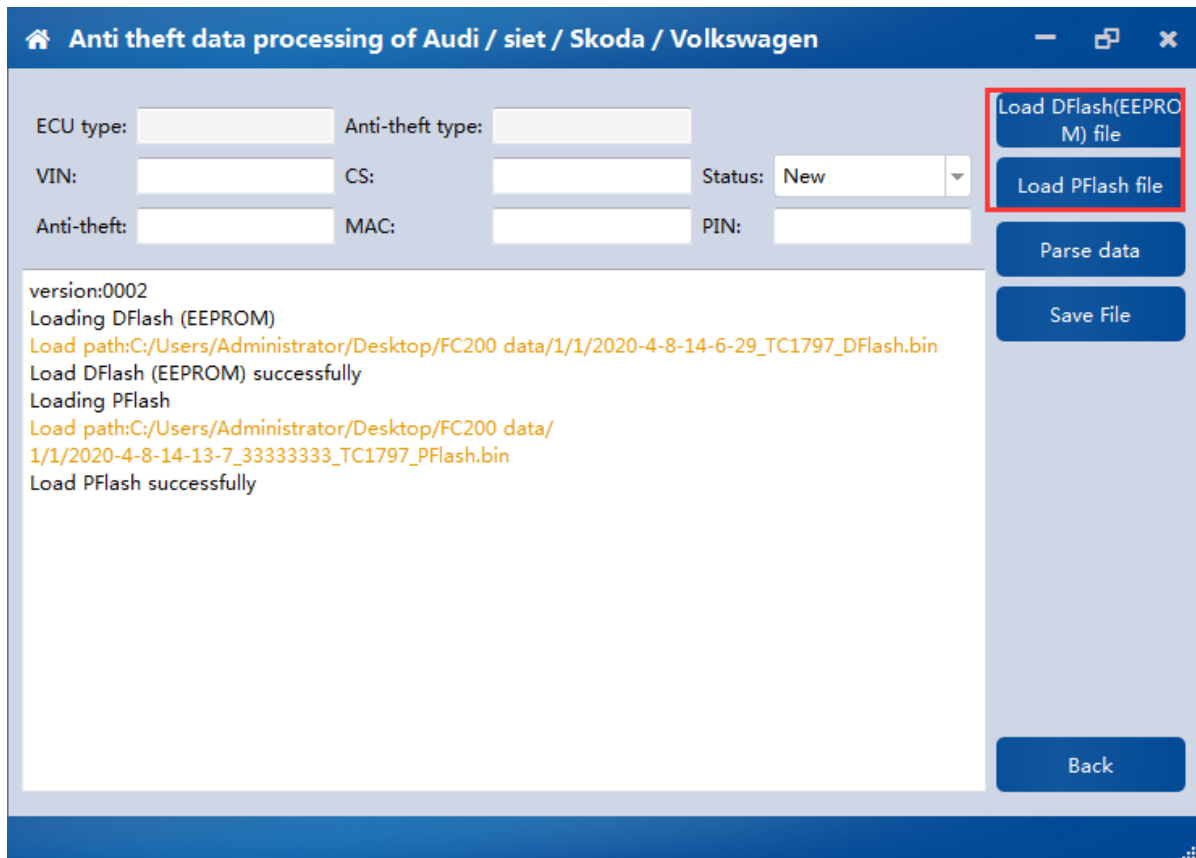 Anti theft data processing of Audi / siet / Skoda / Volkswagen
ECU type: Anti-theft type:
VIN: CS: Status: New
Anti-theft: MAC: PIN:
Load DFlash(EEPRO
M) file
Load PFlash file
Parse data
Save File
version:0002
Loading DFlash (EEPROM)
Load path:C:/Users/Administrator/Desktop/FC200 data/1/1/2020-4-8-14-6-29_TC1797_DFlash.bin
Load DFlash (EEPROM) successfully
Loading PFlash
Load path:C:/Users/Administrator/Desktop/FC200 data/
1/1/2020-4-8-14-13-7_33333333_TC1797_PFlash.bin
Load PFlash successfully
Back